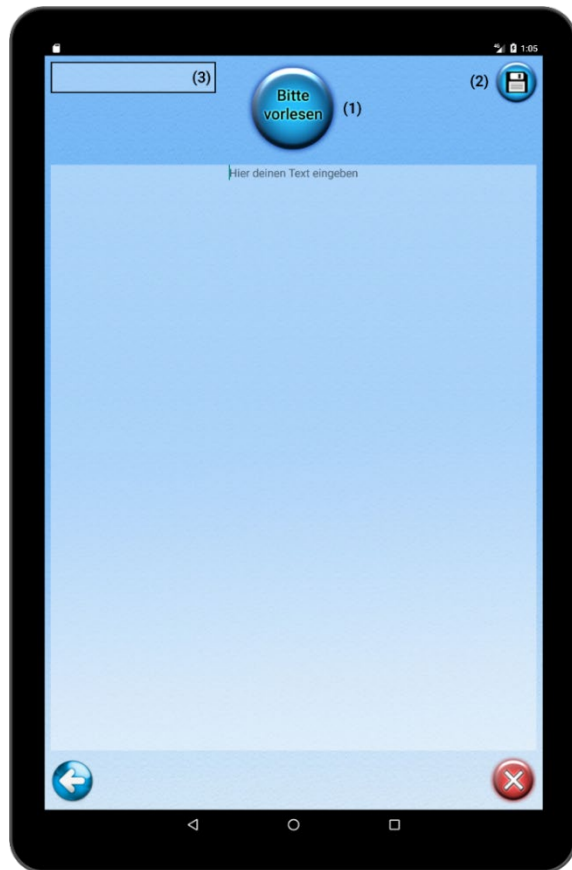 1:05
(3)
Bitte
vorlesen
(1)
(2)
Hier deinen Text eingeben